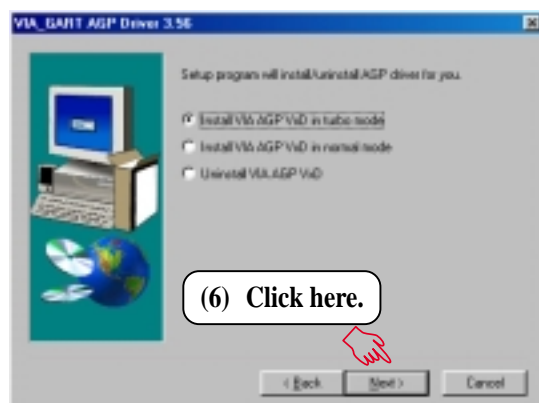 VIA_GART AGP Driver 3.56
Setup program will install/uninstall AGP driver for you.
Install VIA AGP VxD in turbo mode
Install VIA AGP VxD in normal mode
Uninstall VIA AGP VxD
(6) Click here.
< Back
Next >
Cancel